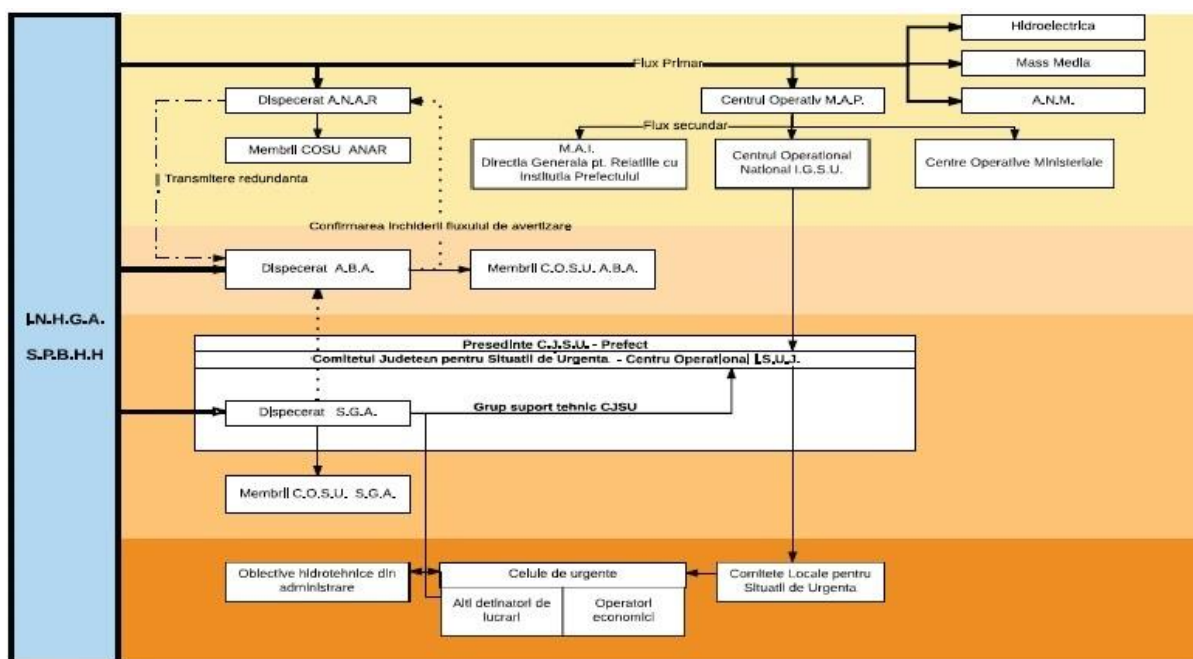 Hidroelectrica
Flux Primar
Mass Media
Dispecerat A.N.A.R
Centrul Operativ M.A.P.
A.N.M.
Flux secundar
Membrii COSU ANAR
M.A.I.
Directia Generala pt. Relatiile cu
Institutia Prefectului
Centrul Operational
National I.G.S.U.
Centre Operative Ministeriale
Transmitere redundanta
Confirmarea inchiderii fluxului de avertizare
Dispecerat A.B.A.
Membrii C.O.S.U. A.B.A.
I.N.H.G.A.
S.P.B.H.H
Presedinte C.J.S.U. - Prefect
Comitetul Judetean pentru Situatii de Urgenta - Centru Operational I.S.U.J.
Dispecerat S.G.A.
Grup suport tehnic CJSU
Membrii C.O.S.U. S.G.A.
Obiective hidrotehnice din
administrare
Celule de urgente
Alti detinatori de
lucrari
Operatori
economici
Comitete Locale pentru
Situatii de Urgenta